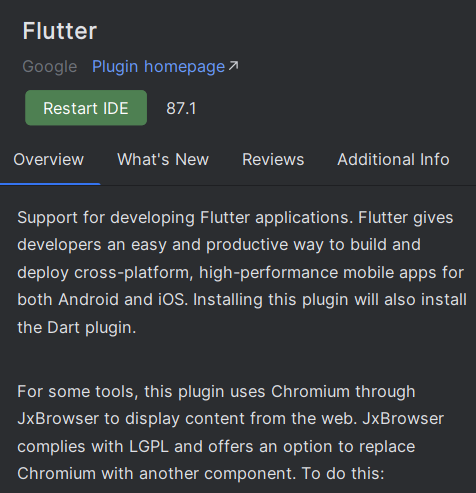 Flutter
Google Plugin homepage↗
Restart IDE 87.1
Overview What's New Reviews Additional Info
Support for developing Flutter applications. Flutter gives
developers an easy and productive way to build and
deploy cross-platform, high-performance mobile apps for
both Android and iOS. Installing this plugin will also install
the Dart plugin.
For some tools, this plugin uses Chromium through
JxBrowser to display content from the web. JxBrowser
complies with LGPL and offers an option to replace
Chromium with another component. To do this: